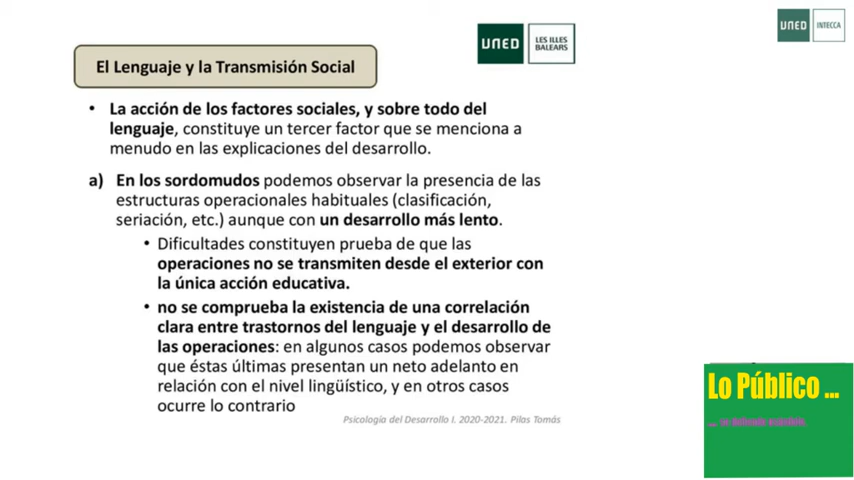 UNED
LES ILLES
BALEARS
UNED
INTECCA
El Lenguaje y la Transmisión Social
• La acción de los factores sociales, y sobre todo del
lenguaje, constituye un tercer factor que se menciona a
menudo en las explicaciones del desarrollo.
a) En los sordomudos podemos observar la presencia de las
estructuras operacionales habituales (clasificación,
seriación, etc.) aunque con un desarrollo más lento.
• Dificultades constituyen prueba de que las
operaciones no se transmiten desde el exterior con
la única acción educativa.
• no se comprueba la existencia de una correlación
clara entre trastornos del lenguaje y el desarrollo de
las operaciones: en algunos casos podemos observar
que éstas últimas presentan un neto adelanto en
relación con el nivel lingüístico, y en otros casos
ocurre lo contrario
Psicología del Desarrollo I. 2020-2021. Pilas Tomás
Lo Público ...